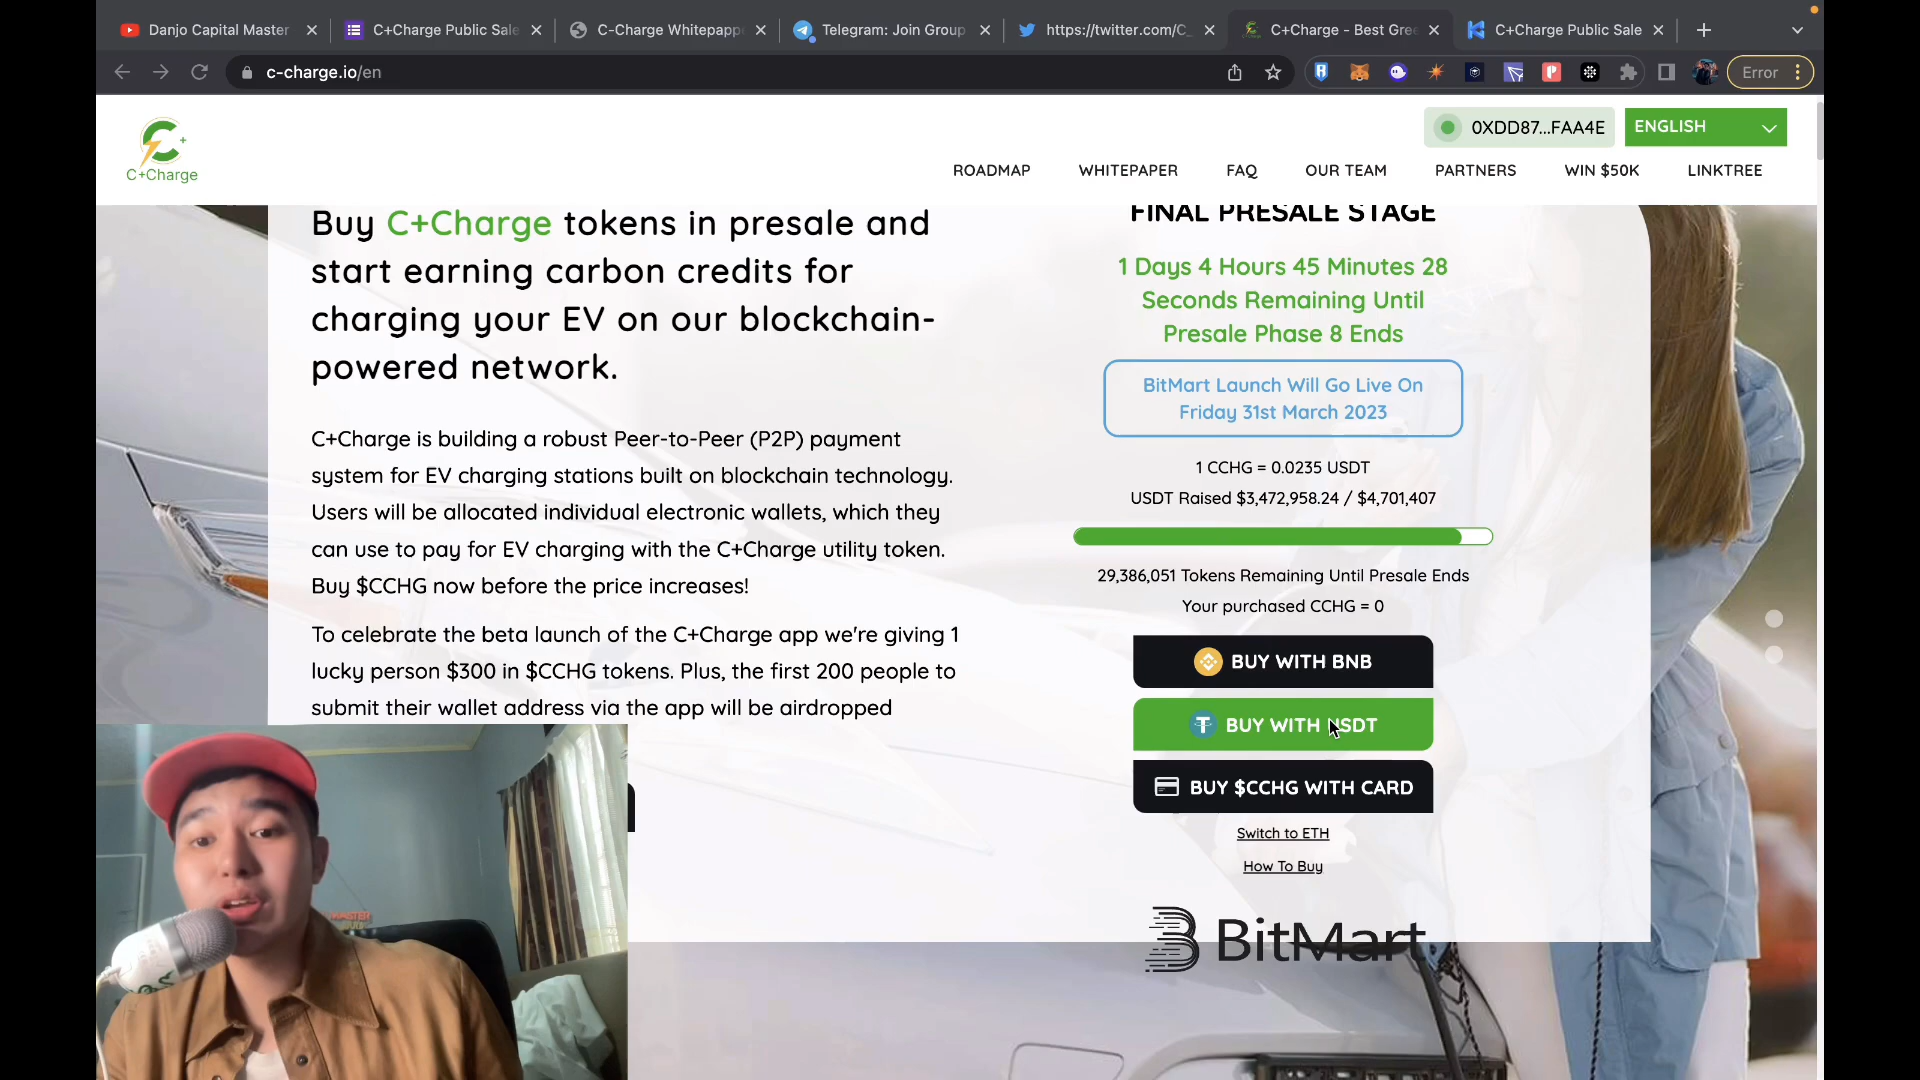 Danjo Capital Master
C+Charge Public Sale
C-Charge Whitepappe
Telegram: Join Group
https://twitter.com/C_
C+Charge - Best Gree
C+Charge Public Sale
c-charge.io/en
Error
C+Charge
0XDD87...FAA4E
ENGLISH
ROADMAP
WHITEPAPER
FAQ
OUR TEAM
PARTNERS
WIN $50K
LINKTREE
Buy C+Charge tokens in presale and
start earning carbon credits for
charging your EV on our blockchain-
powered network.
C+Charge is building a robust Peer-to-Peer (P2P) payment
system for EV charging stations built on blockchain technology.
Users will be allocated individual electronic wallets, which they
can use to pay for EV charging with the C+Charge utility token.
Buy $CCHG now before the price increases!
To celebrate the beta launch of the C+Charge app we're giving 1
lucky person $300 in $CCHG tokens. Plus, the first 200 people to
submit their wallet address via the app will be airdropped
FINAL PRESALE STAGE
1 Days 4 Hours 45 Minutes 28
Seconds Remaining Until
Presale Phase 8 Ends
BitMart Launch Will Go Live On
Friday 31st March 2023
1 CCHG = 0.0235 USDT
USDT Raised $3,472,958.24 / $4,701,407
29,386,051 Tokens Remaining Until Presale Ends
Your purchased CCHG = 0
BUY WITH BNB
BUY WITH USDT
BUY $CCHG WITH CARD
Switch to ETH
How To Buy
BitMart
MASTER